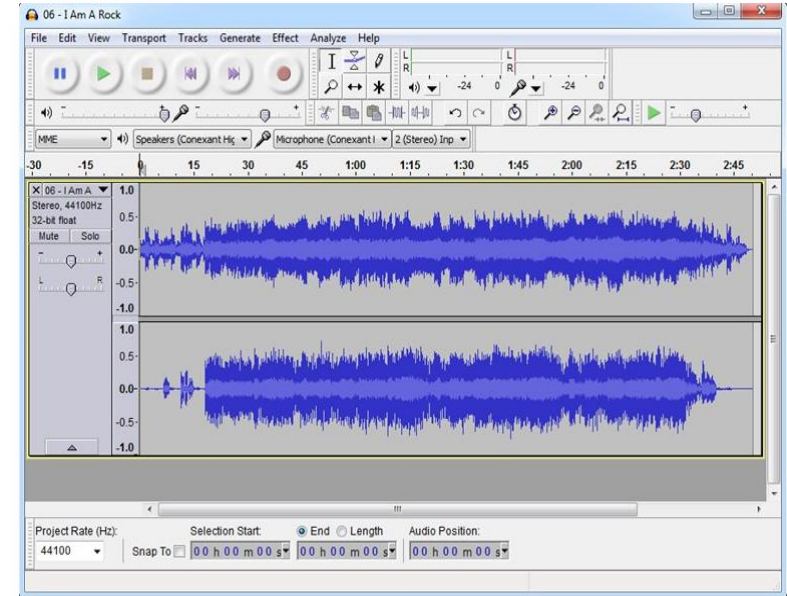 06 - I Am A Rock
File Edit View Transport Tracks Generate Effect Analyze Help
L
R
-24 0
L
R
-24 0
MME Speakers (Conexant Hig Microphone (Conexant I 2 (Stereo) Inp
-30 -15 0 15 30 45 1:00 1:15 1:30 1:45 2:00 2:15 2:30 2:45
X 06 - I Am A
Stereo, 44100Hz
32-bit float
Mute Solo
- +
L R
1.0
0.5-
0.0-
-0.5-
-1.0
1.0
0.5-
0.0-
-0.5-
-1.0
Project Rate (Hz): Selection Start: End Length Audio Position:
44100 Snap To 00 h 00 m 00 s 00 h 00 m 00 s 00 h 00 m 00 s